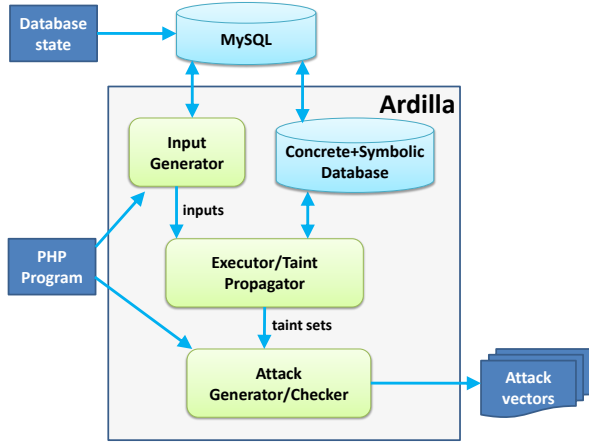 Database
state
MySQL
Ardilla
Input
Generator
Concrete+Symbolic
Database
inputs
PHP
Program
Executor/Taint
Propagator
taint sets
Attack
Generator/Checker
Attack
vectors